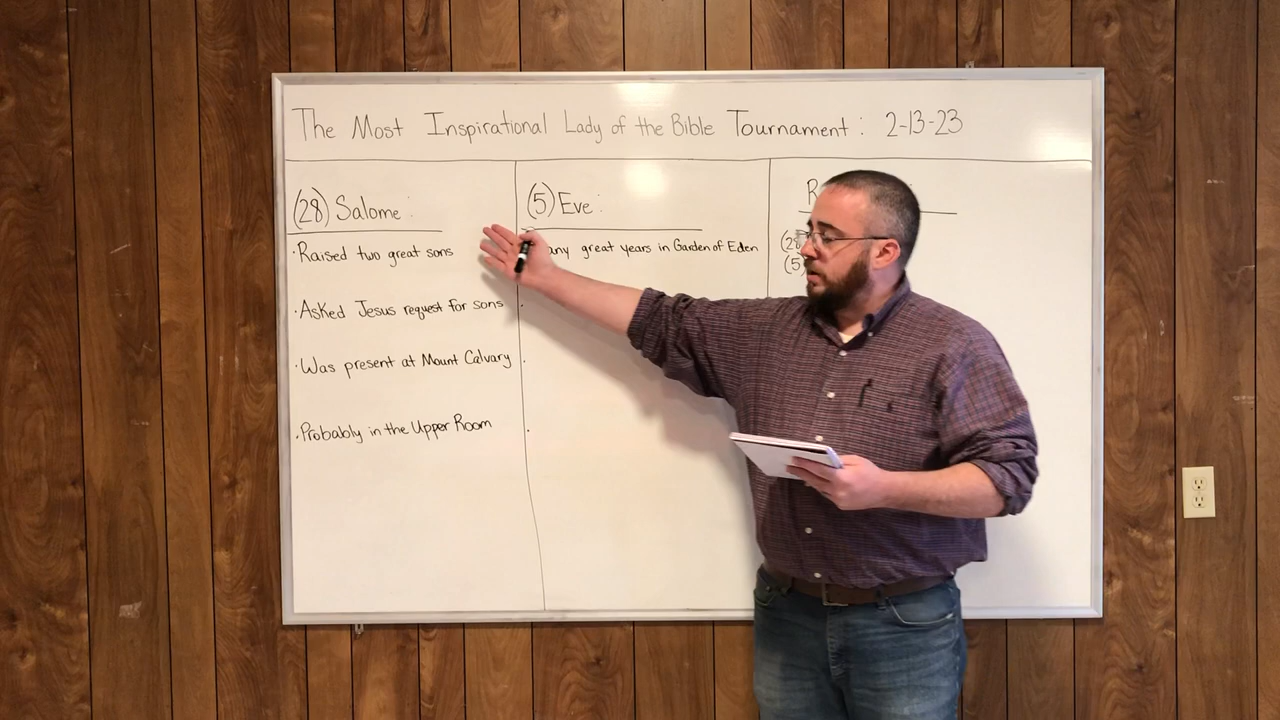 The Most Inspirational Lady of the Bible Tournament: 2-13-23
(28) Salome:
· Raised two great sons
· Asked Jesus request for sons
· Was present at Mount Calvary
· Probably in the Upper Room
(5) Eve:
great years in Garden of Eden
(28
(5)